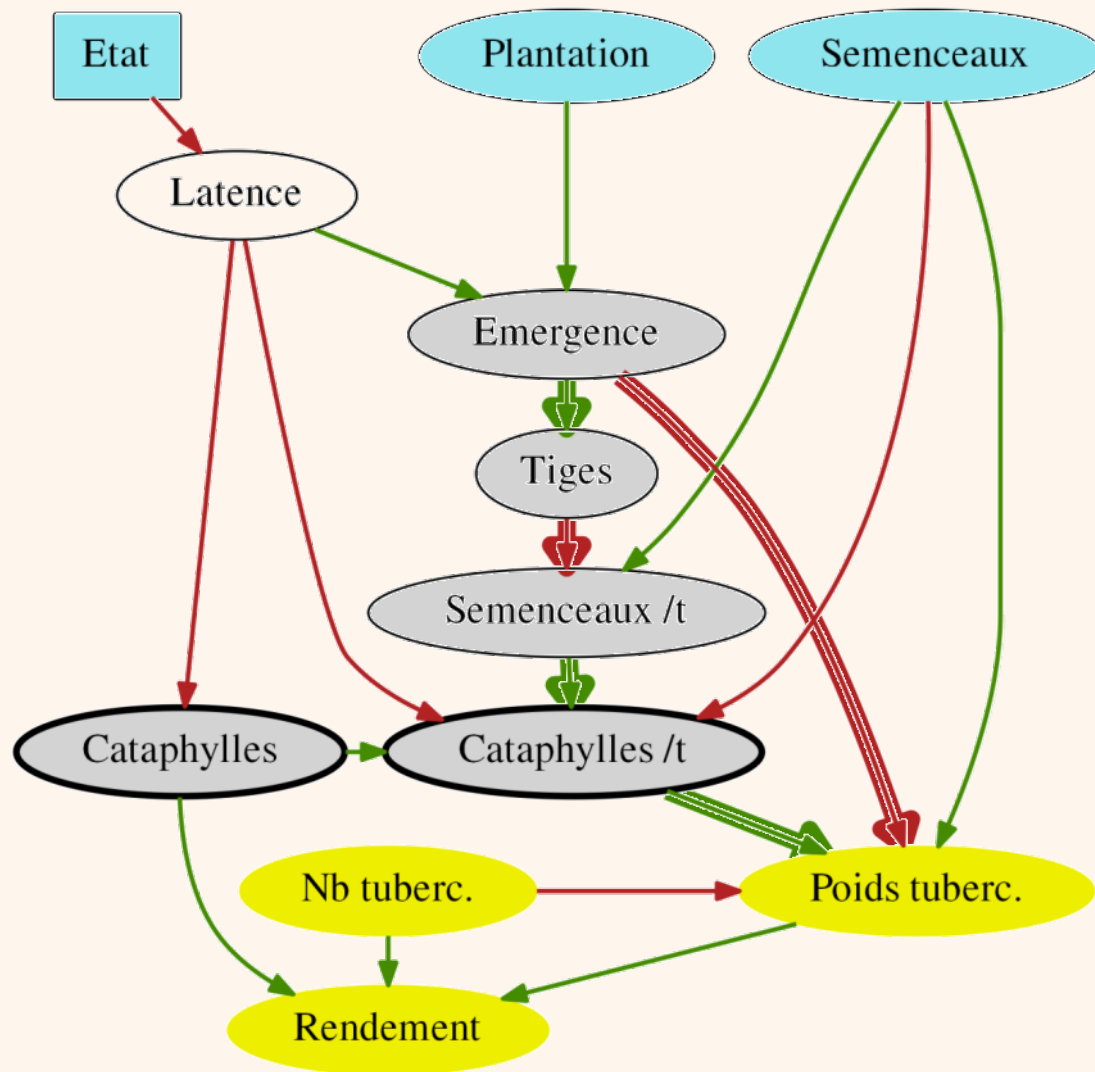 Etat
Plantation
Semenceaux
Latence
Emergence
Tiges
Semenceaux /t
Cataphylles
Cataphylles /t
Nb tuberc.
Poids tuberc.
Rendement